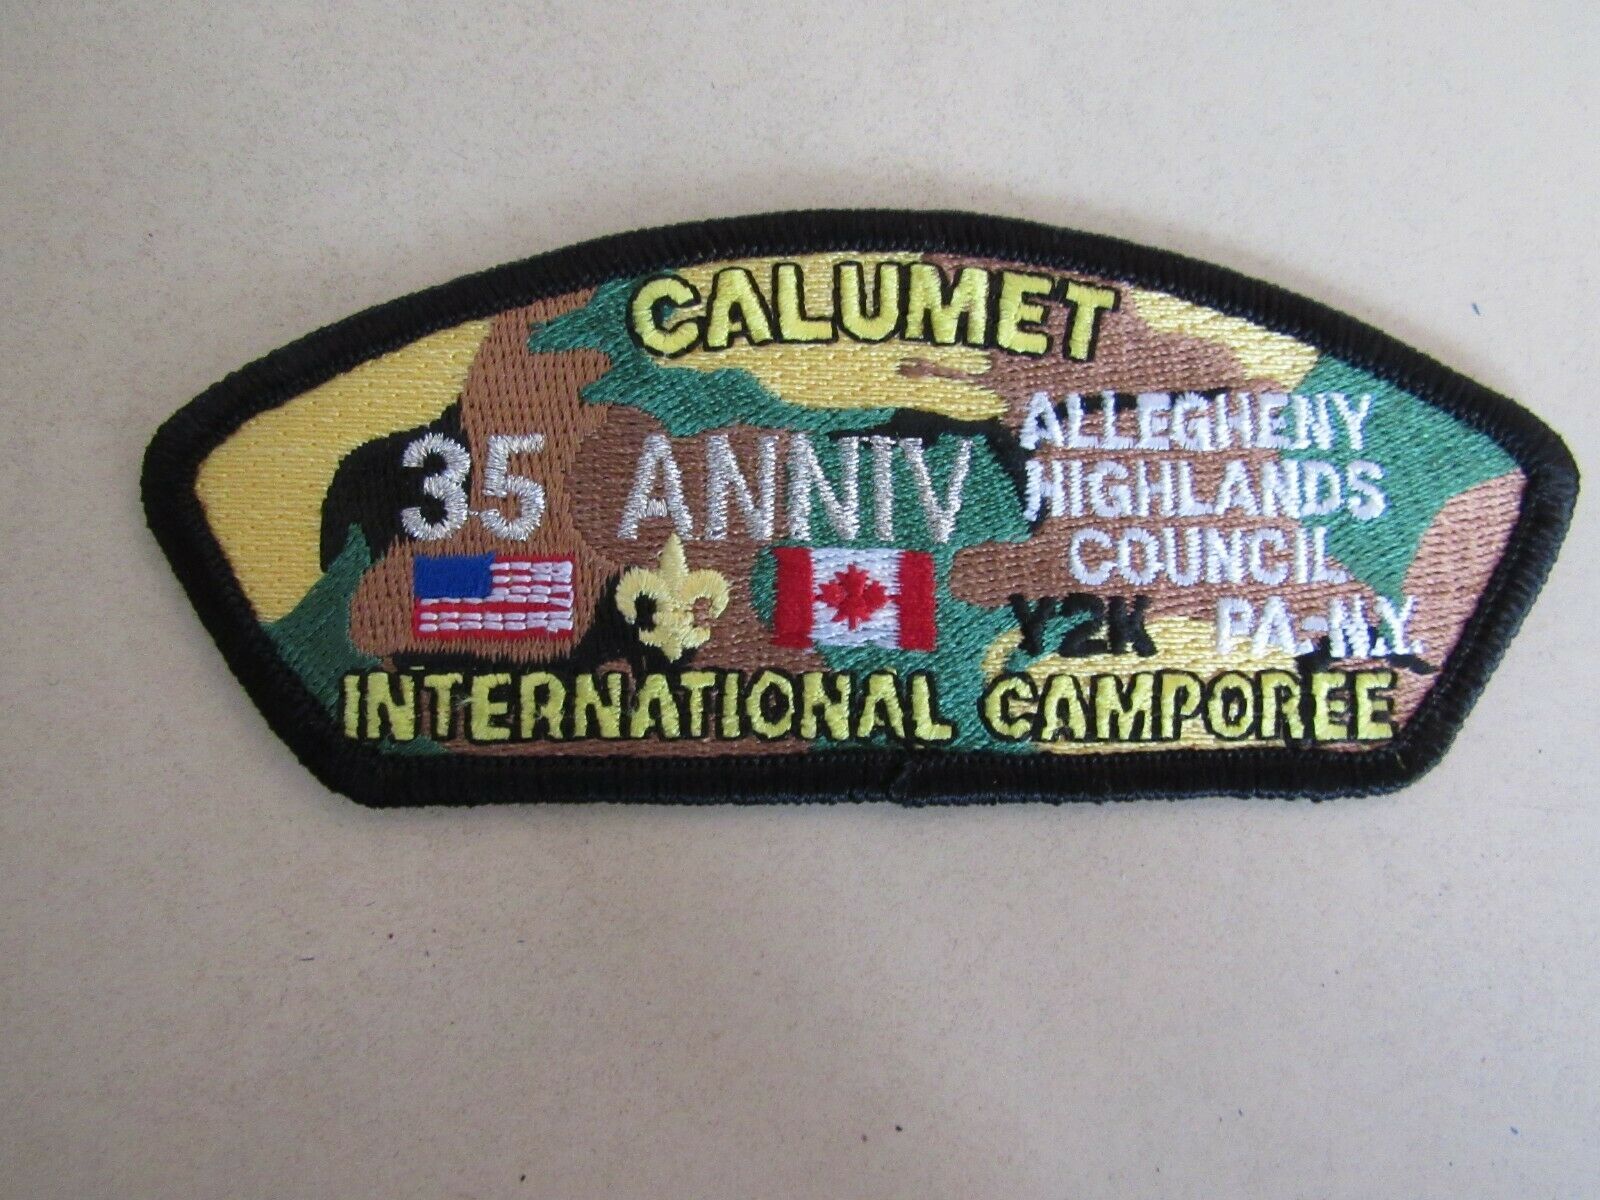 CALUMET
35 ANNIV
ALLEGHENY
HIGHLANDS
COUNCIL
Y2K PA-N.Y.
INTERNATIONAL CAMPOREE